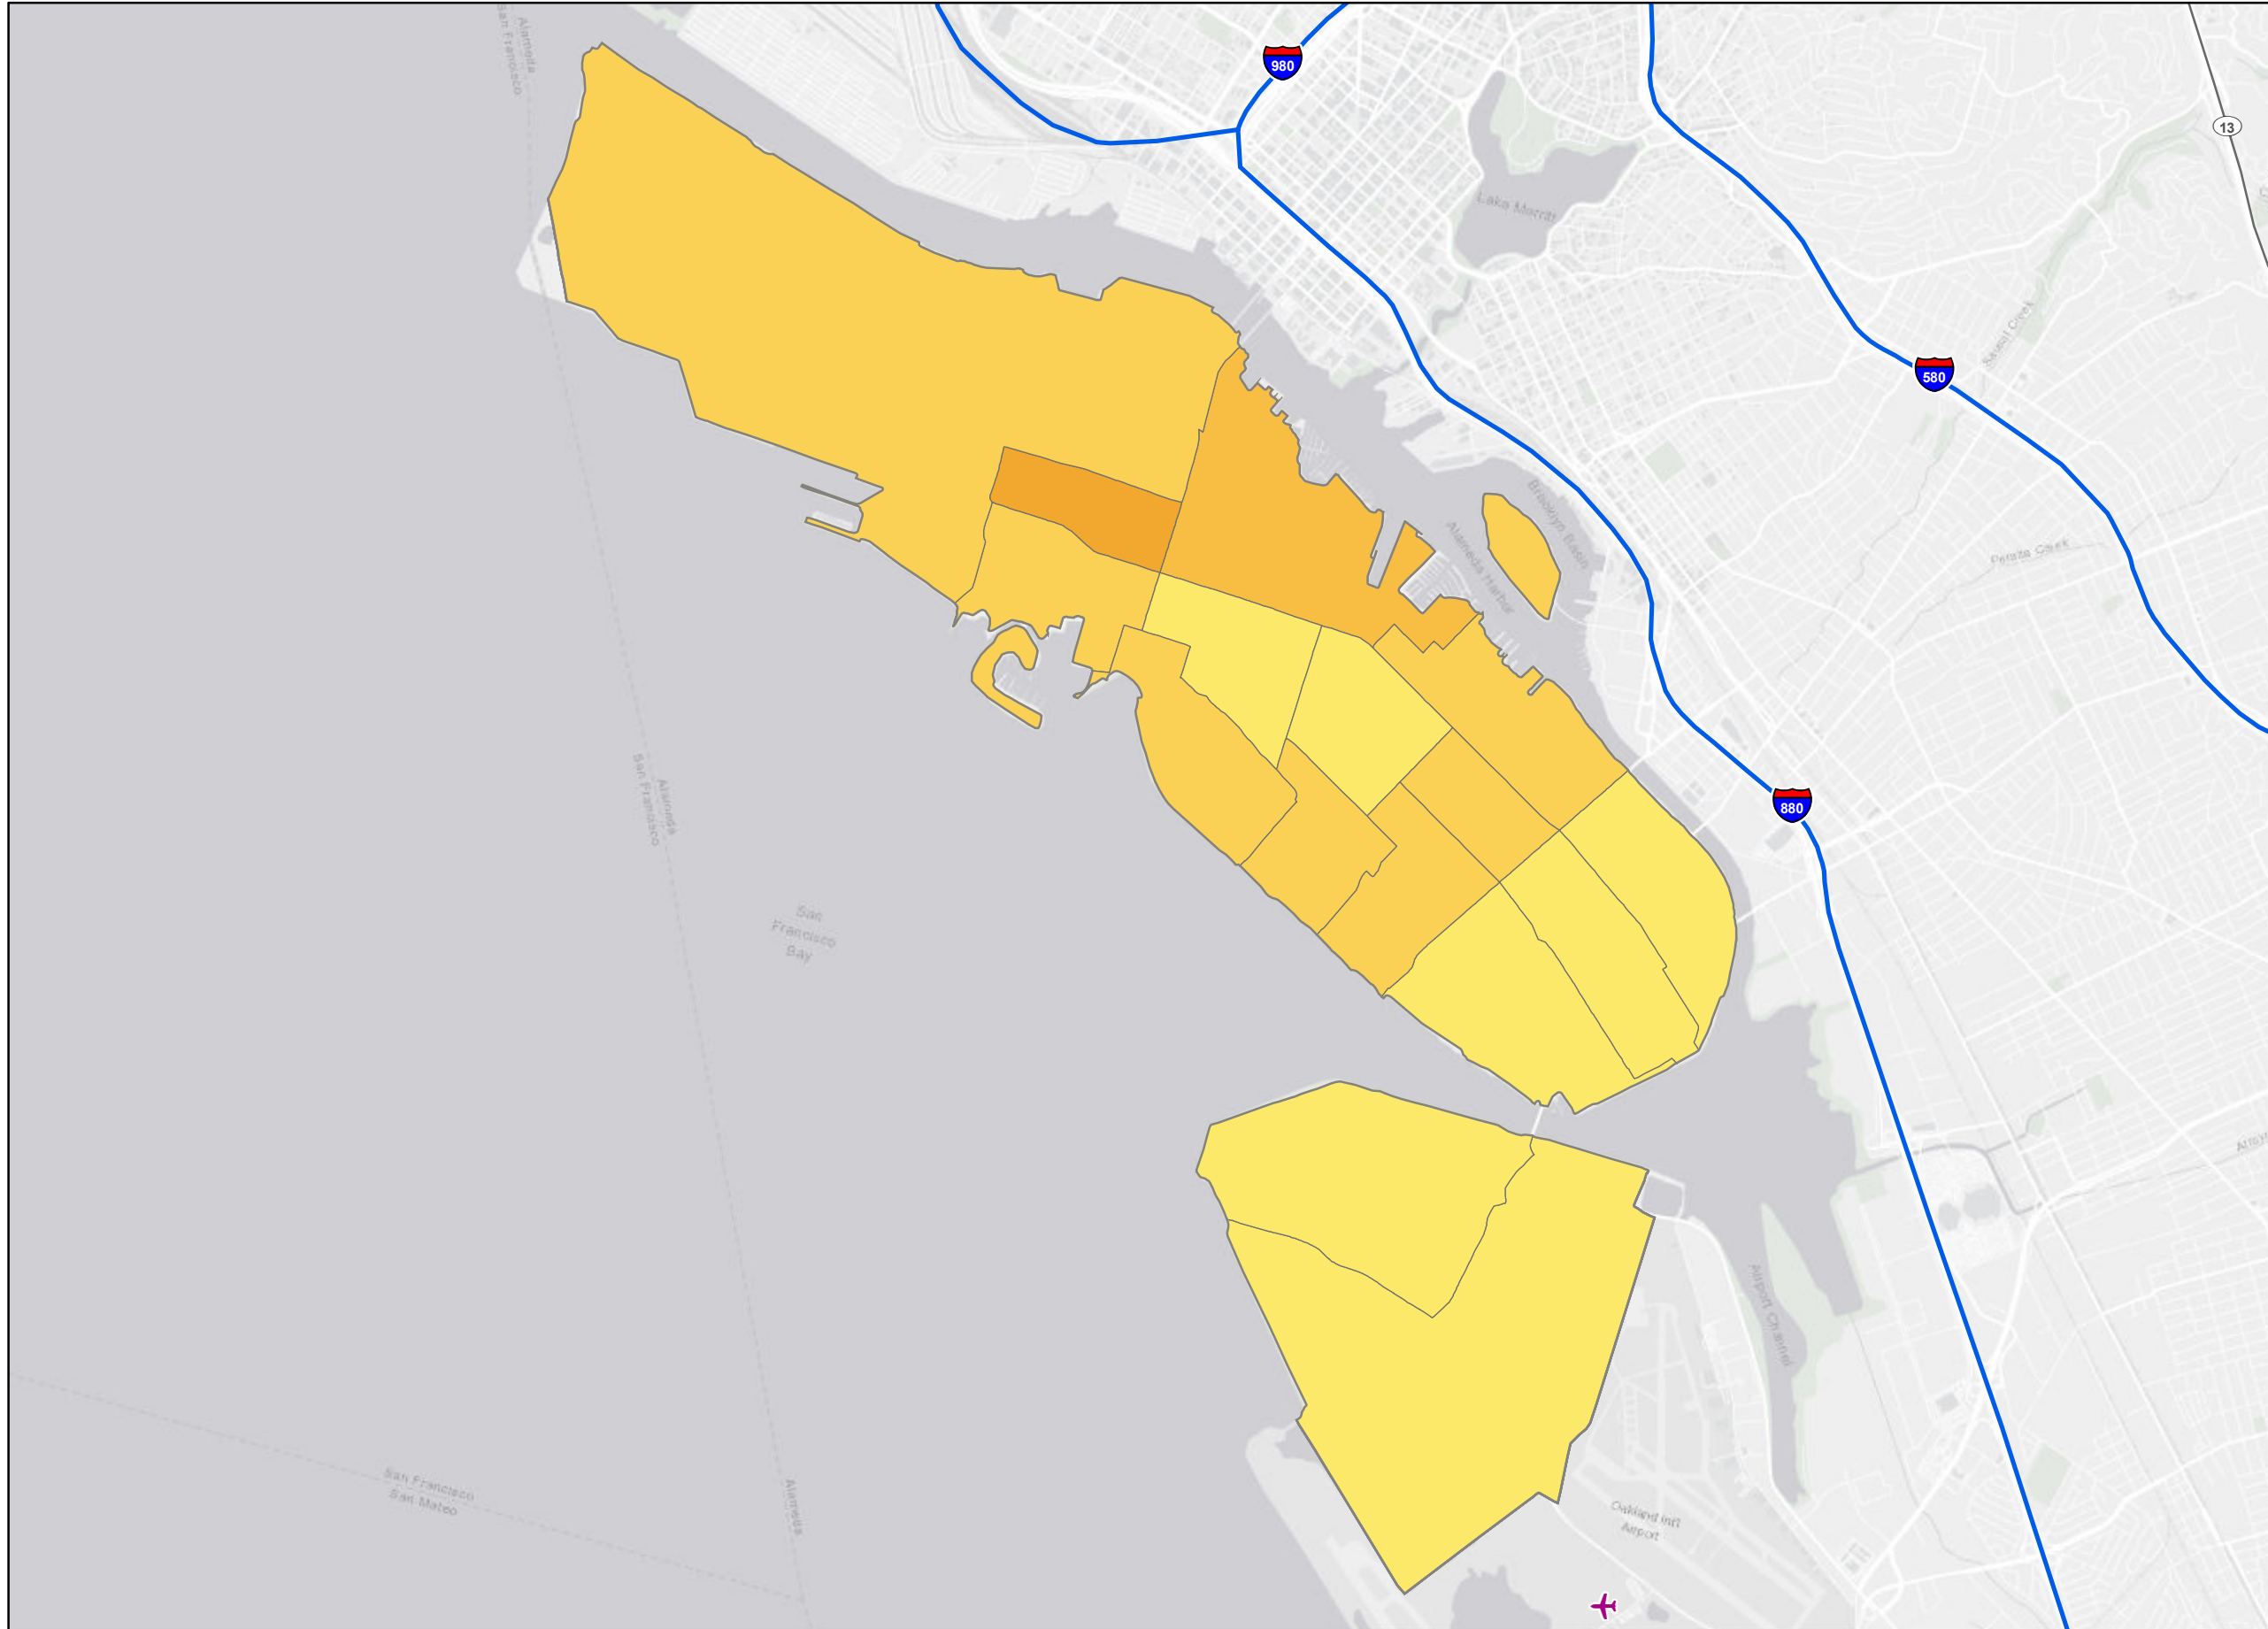 Alameda
San Francisco
980
13
Lake Merritt
580
Sausal Creek
Brooklyn Basin
Alameda Harbor
Peralta Creek
Alameda
San Francisco
880
San
Francisco
Bay
Airport Channel
San Francisco
San Mateo
Alameda
Oakland Int'l
Airport